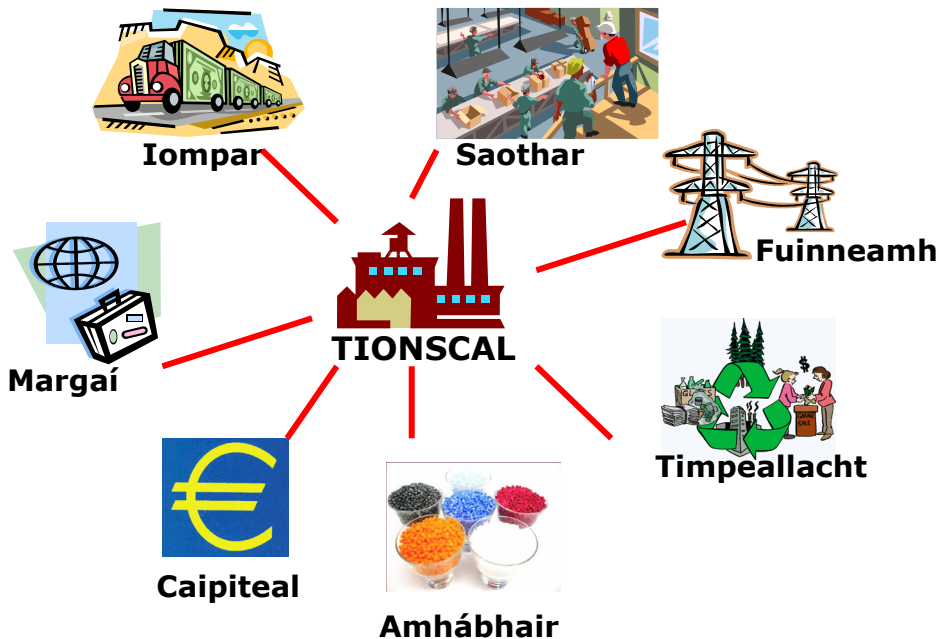 Iompar
Saothar
Fuinneamh
TIONSCAL
Margaí
Timpeallacht
Caipiteal
Amhábhair